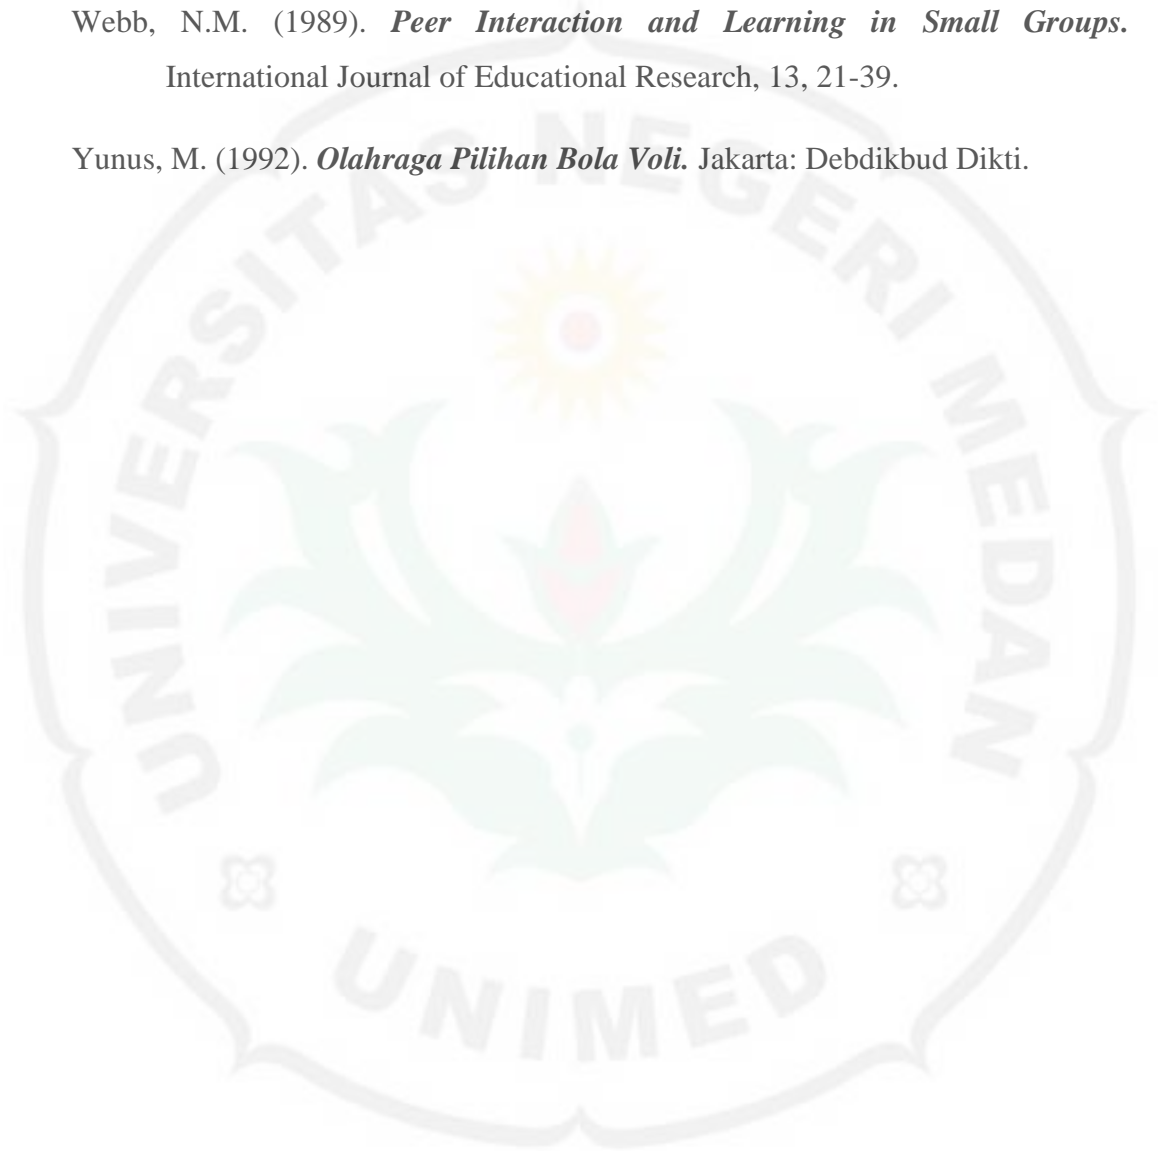 Webb, N.M. (1989). Peer Interaction and Learning in Small Groups.
International Journal of Educational Research, 13, 21-39.
Yunus, M. (1992). Olahraga Pilihan Bola Voli. Jakarta: Debdikbud Dikti.
UNIVERSITAS NEGERI MEDAN
UNIMED